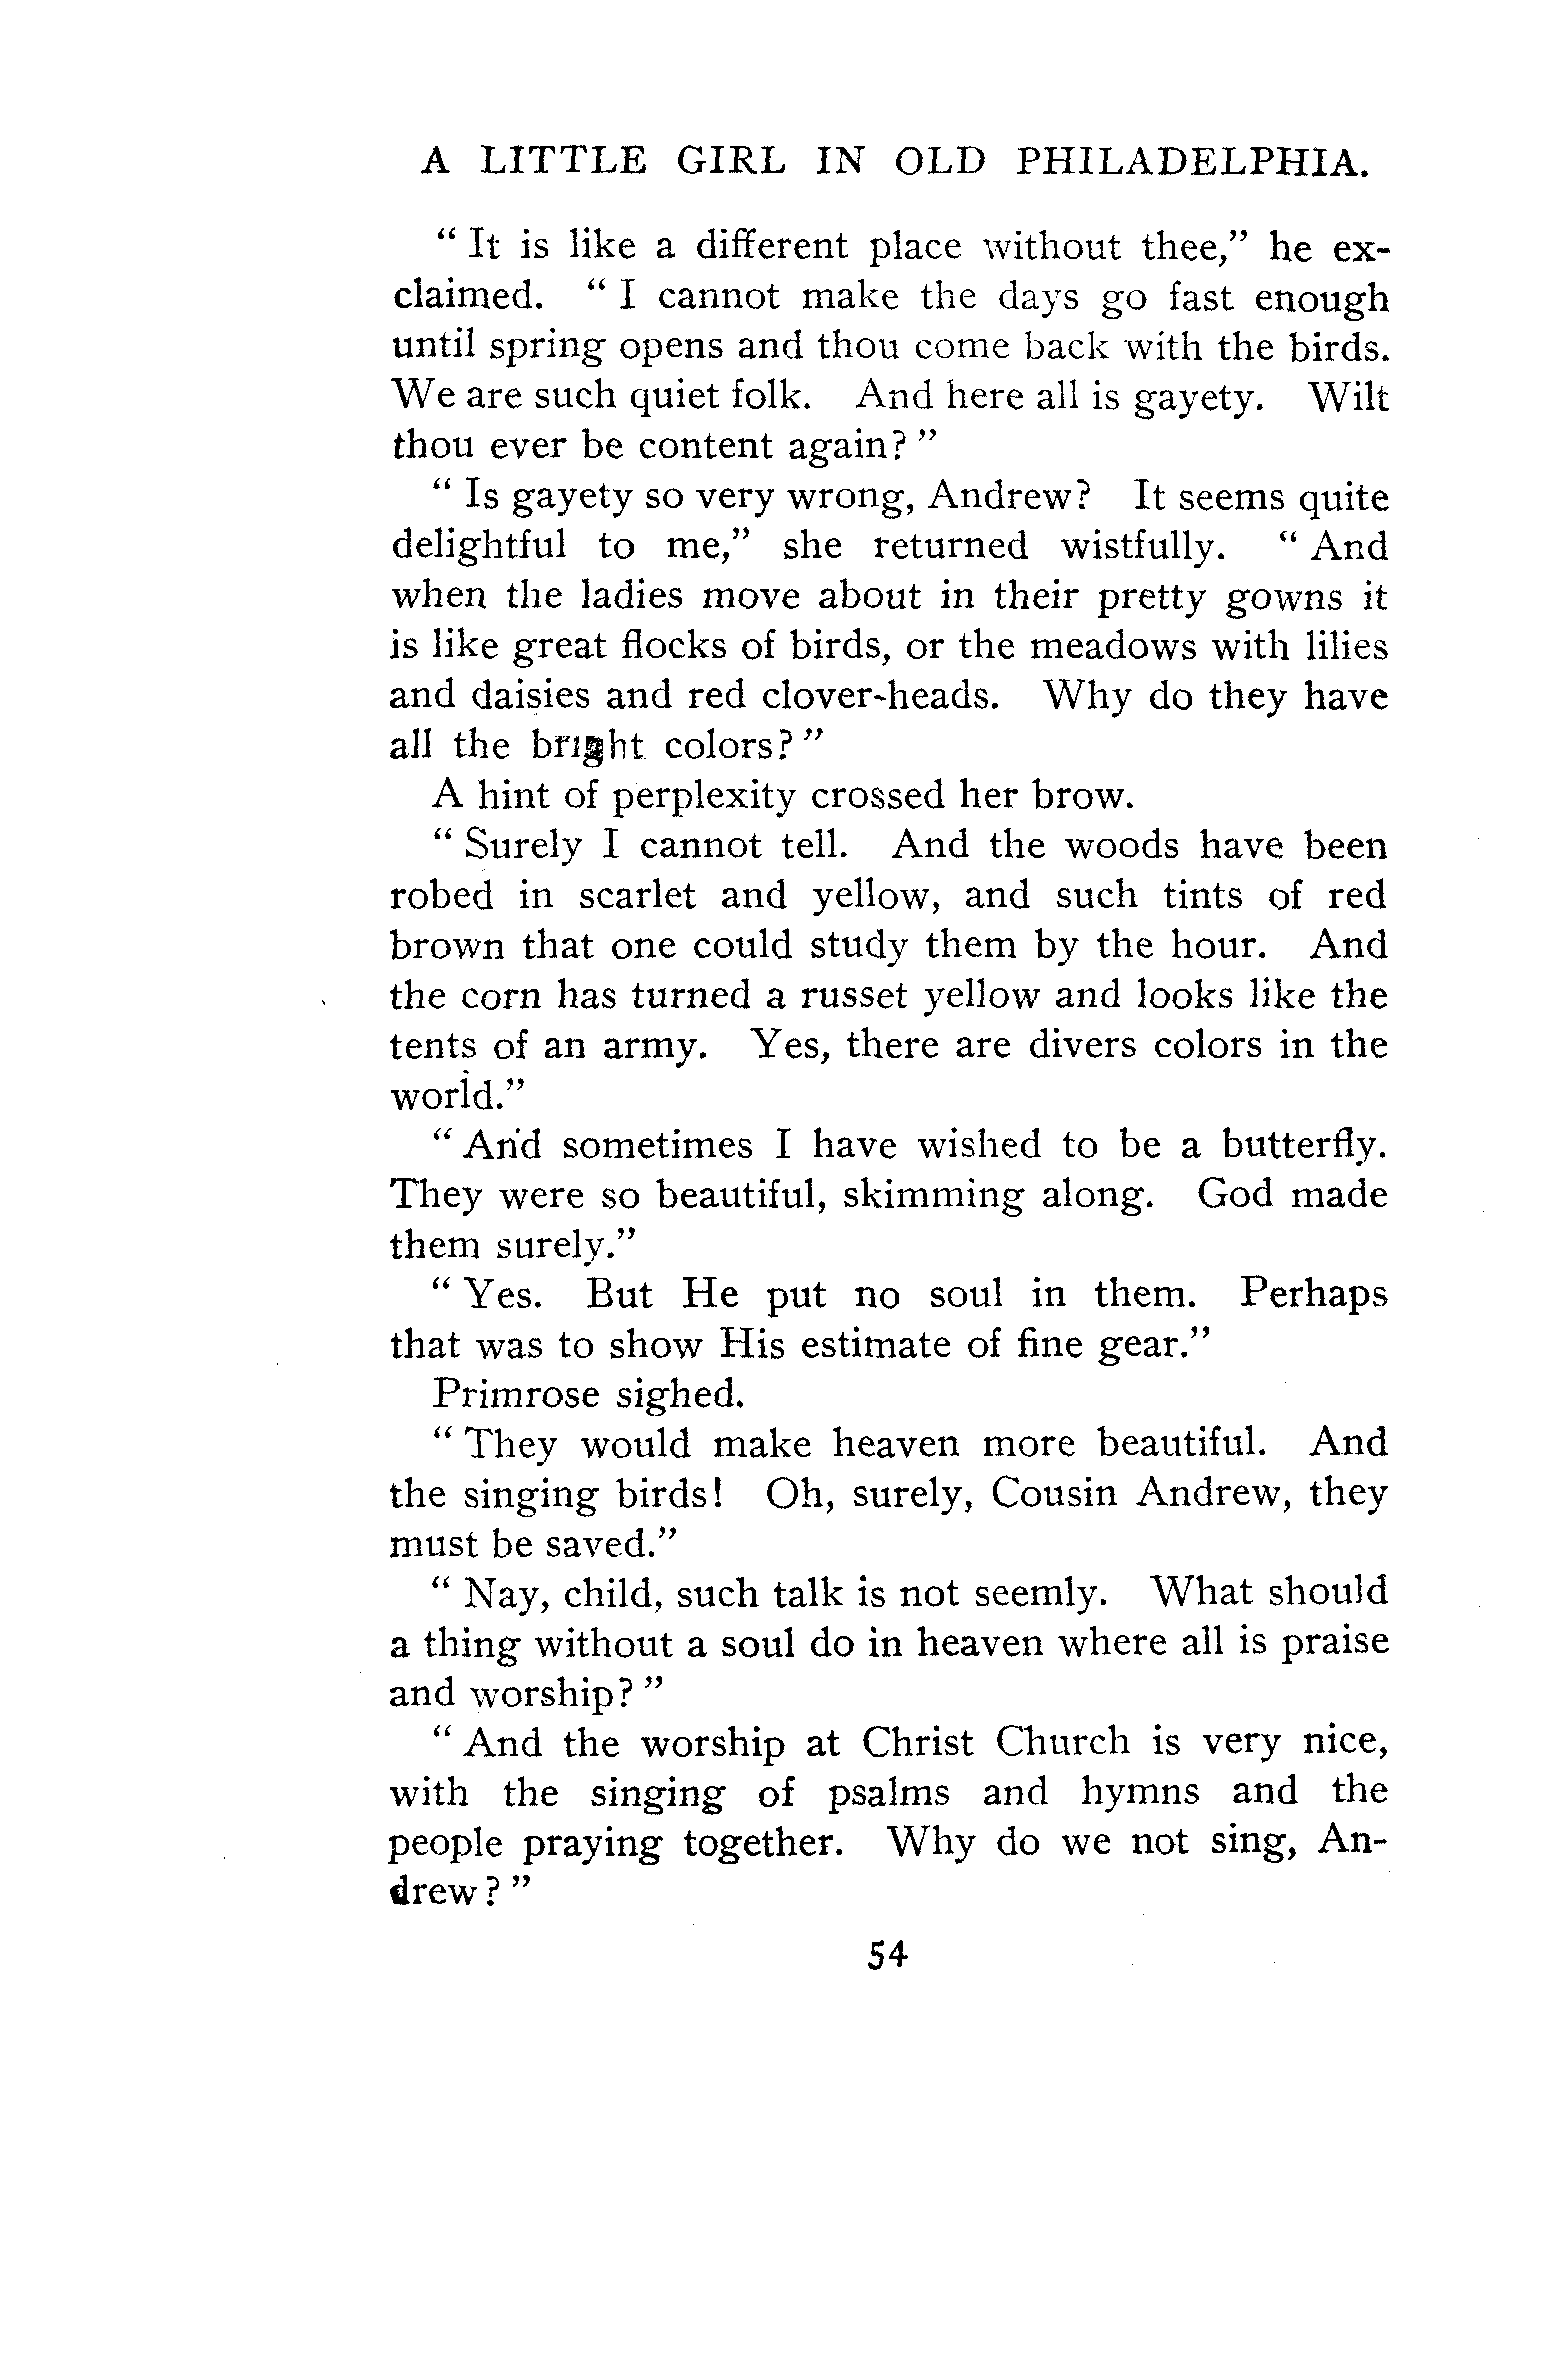 A LITTLE GIRL IN OLD PHILADELPHIA.
“ It is like a different place without thee,” he ex-
claimed. “ I cannot make the days go fast enough
until spring opens and thou come back with the birds.
We are such quiet folk. And here all is gayety. Wilt
thou ever be content again? ”
“ Is gayety so very wrong, Andrew? It seems quite
delightful to me,” she returned wistfully. “ And
when the ladies move about in their pretty gowns it
is like great flocks of birds, or the meadows with lilies
and daisies and red clover-heads. Why do they have
all the bright colors? ”
A hint of perplexity crossed her brow.
“ Surely I cannot tell. And the woods have been
robed in scarlet and yellow, and such tints of red
brown that one could study them by the hour. And
the corn has turned a russet yellow and looks like the
tents of an army. Yes, there are divers colors in the
world.”
“ And sometimes I have wished to be a butterfly.
They were so beautiful, skimming along. God made
them surely.”
“ Yes. But He put no soul in them. Perhaps
that was to show His estimate of fine gear.”
Primrose sighed.
“ They would make heaven more beautiful. And
the singing birds! Oh, surely, Cousin Andrew, they
must be saved.”
“ Nay, child, such talk is not seemly. What should
a thing without a soul do in heaven where all is praise
and worship? ”
“ And the worship at Christ Church is very nice,
with the singing of psalms and hymns and the
people praying together. Why do we not sing, An-
drew? ”
54